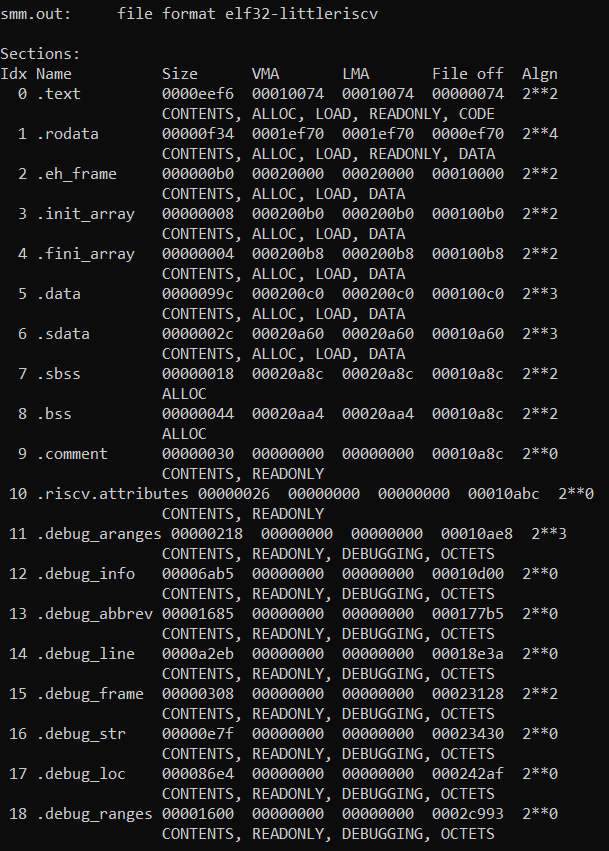 smm.out:     file format elf32-littleriscv
Sections:
Idx Name          Size      VMA       LMA       File off  Algn
  0 .text         0000eef6  00010074  00010074  00000074  2**2
                  CONTENTS, ALLOC, LOAD, READONLY, CODE
  1 .rodata       00000f34  0001ef70  0001ef70  0000ef70  2**4
                  CONTENTS, ALLOC, LOAD, READONLY, DATA
  2 .eh_frame     000000b0  00020000  00020000  00010000  2**2
                  CONTENTS, ALLOC, LOAD, DATA
  3 .init_array   00000008  000200b0  000200b0  000100b0  2**2
                  CONTENTS, ALLOC, LOAD, DATA
  4 .fini_array   00000004  000200b8  000200b8  000100b8  2**2
                  CONTENTS, ALLOC, LOAD, DATA
  5 .data         0000099c  000200c0  000200c0  000100c0  2**3
                  CONTENTS, ALLOC, LOAD, DATA
  6 .sdata        0000002c  00020a60  00020a60  00010a60  2**3
                  CONTENTS, ALLOC, LOAD, DATA
  7 .sbss         00000018  00020a8c  00020a8c  00010a8c  2**2
                  ALLOC
  8 .bss          00000044  00020aa4  00020aa4  00010a8c  2**2
                  ALLOC
  9 .comment      00000030  00000000  00000000  00010a8c  2**0
                  CONTENTS, READONLY
 10 .riscv.attributes 00000026  00000000  00000000  00010abc  2**0
                  CONTENTS, READONLY
 11 .debug_aranges 00000218  00000000  00000000  00010ae8  2**3
                  CONTENTS, READONLY, DEBUGGING, OCTETS
 12 .debug_info   00006ab5  00000000  00000000  00010d00  2**0
                  CONTENTS, READONLY, DEBUGGING, OCTETS
 13 .debug_abbrev 00001685  00000000  00000000  000177b5  2**0
                  CONTENTS, READONLY, DEBUGGING, OCTETS
 14 .debug_line   0000a2eb  00000000  00000000  00018e3a  2**0
                  CONTENTS, READONLY, DEBUGGING, OCTETS
 15 .debug_frame  00000308  00000000  00000000  00023128  2**2
                  CONTENTS, READONLY, DEBUGGING, OCTETS
 16 .debug_str    00000e7f  00000000  00000000  00023430  2**0
                  CONTENTS, READONLY, DEBUGGING, OCTETS
 17 .debug_loc    000086e4  00000000  00000000  000242af  2**0
                  CONTENTS, READONLY, DEBUGGING, OCTETS
 18 .debug_ranges 00001600  00000000  00000000  0002c993  2**0
                  CONTENTS, READONLY, DEBUGGING, OCTETS